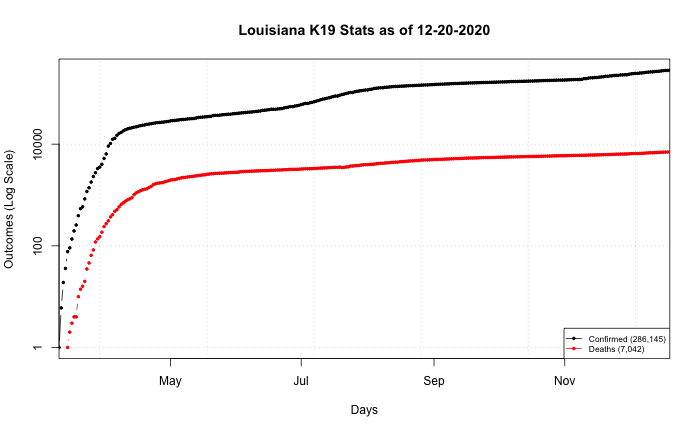 Louisiana K19 Stats as of 12-20-2020
Outcomes (Log Scale)
10000
100
1
Confirmed (286,145)
Deaths (7,042)
May
Jul
Sep
Nov
Days